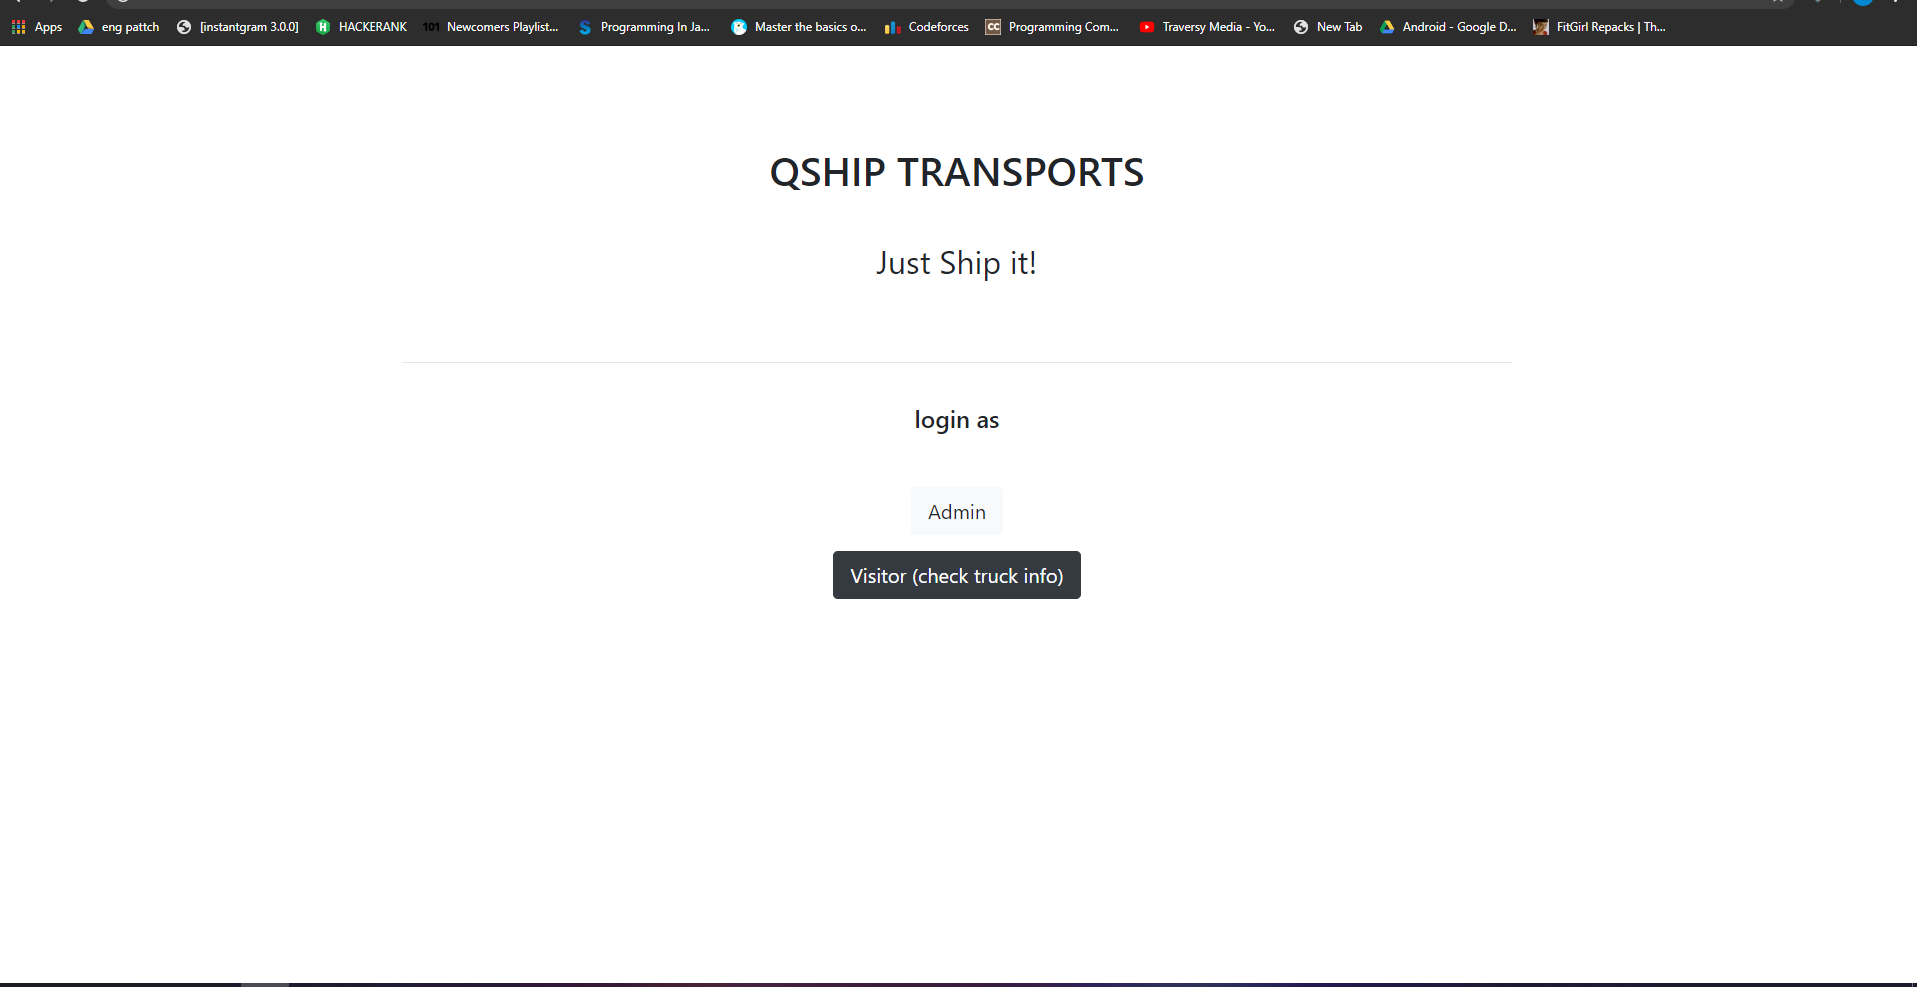 Apps eng pattch [instantgram 3.0.0] HACKERANK 101 Newcomers Playlist... Programming In Ja... Master the basics o... Codeforces CC Programming Com... Traversy Media - Yo... New Tab Android - Google D... FitGirl Repacks | Th...
QSHIP TRANSPORTS
Just Ship it!
login as
Admin
Visitor (check truck info)